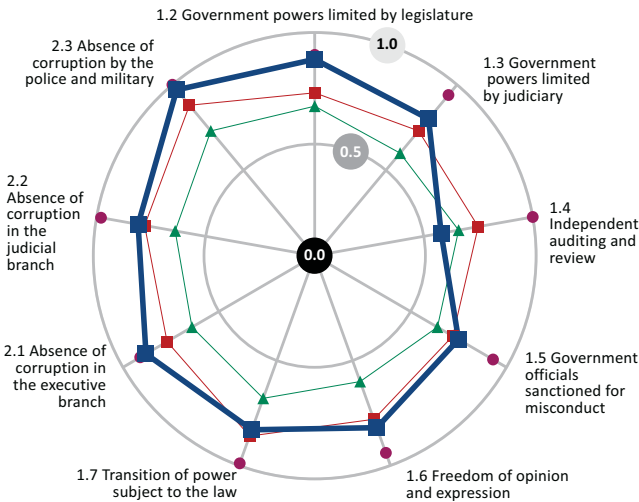 1.2 Government powers limited by legislature
1.0
2.3 Absence of
corruption by the
police and military
1.3 Government
powers limited
by judiciary
0.5
2.2
Absence of
corruption
in the
judicial
branch
1.4
Independent
auditing and
review
0.0
2.1 Absence of
corruption in
the executive
branch
1.5 Government
officials
sanctioned for
misconduct
1.7 Transition of power
subject to the law
1.6 Freedom of opinion
and expression